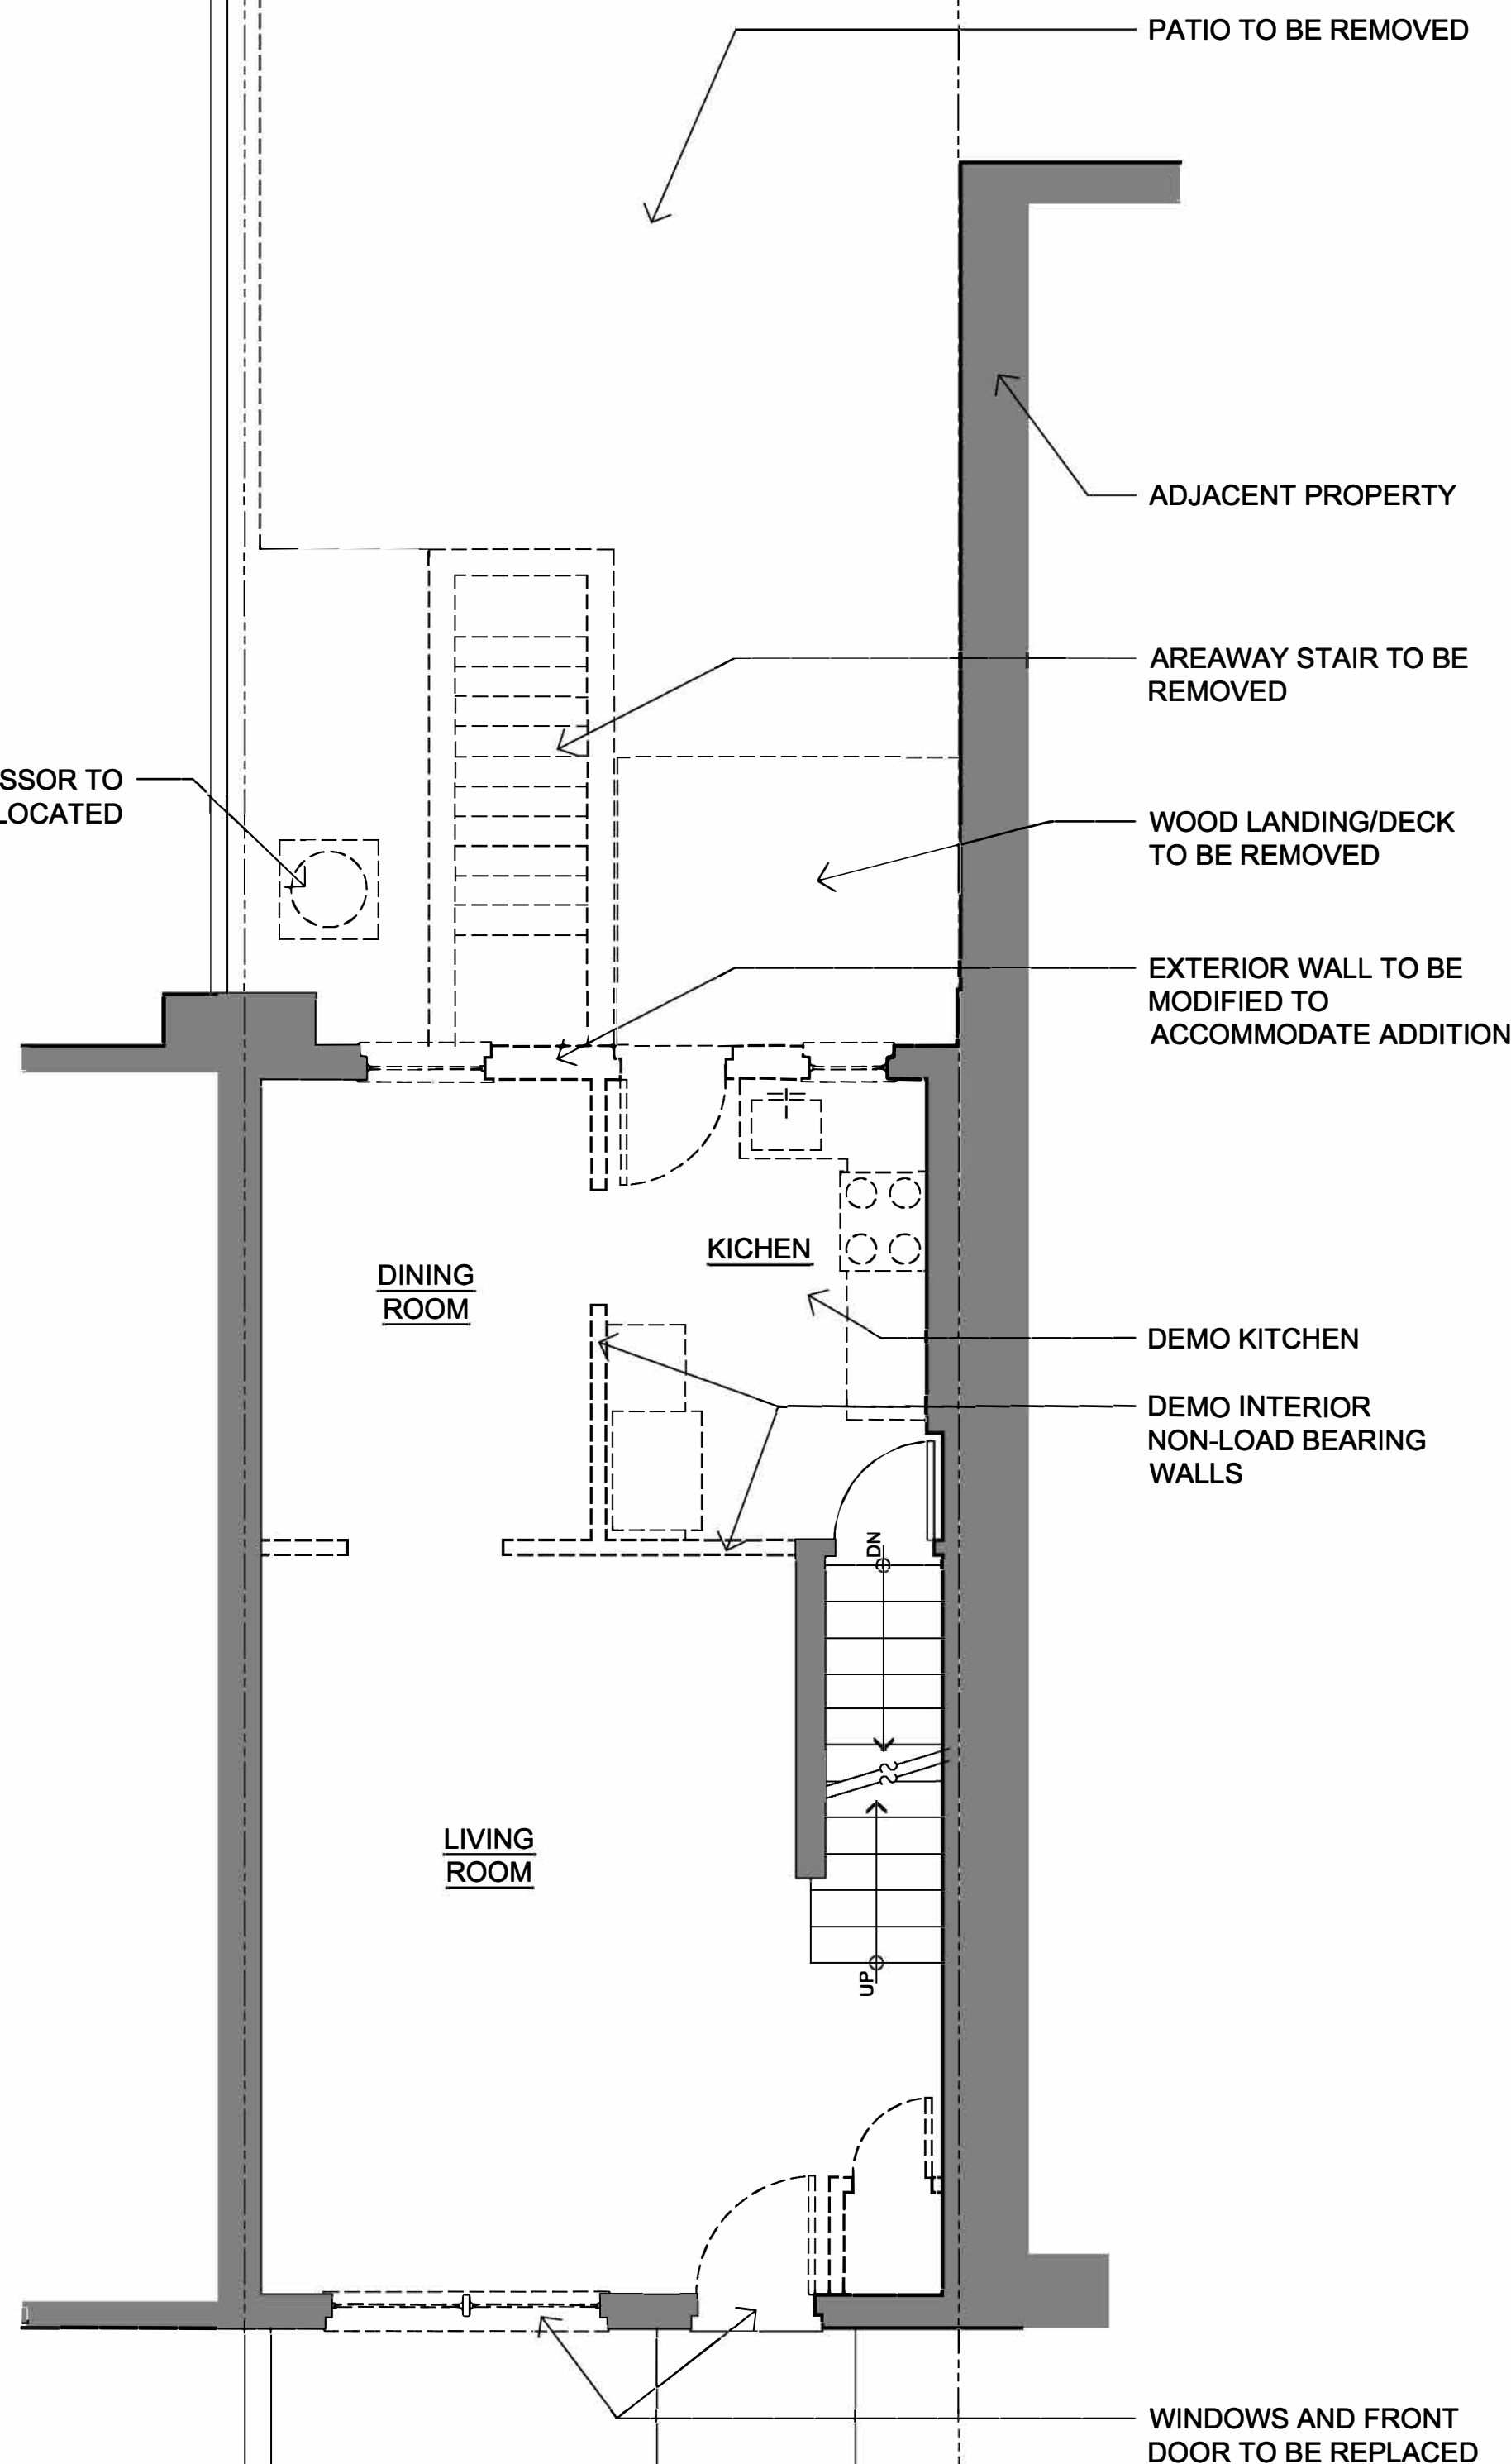 PATIO TO BE REMOVED
ADJACENT PROPERTY
AREAWAY STAIR TO BE
REMOVED
SSOR TO
LOCATED
WOOD LANDING/DECK
TO BE REMOVED
EXTERIOR WALL TO BE
MODIFIED TO
ACCOMMODATE ADDITION
KICHEN
DINING
ROOM
DEMO KITCHEN
DEMO INTERIOR
NON-LOAD BEARING
WALLS
DN
LIVING
ROOM
UP
WINDOWS AND FRONT
DOOR TO BE REPLACED